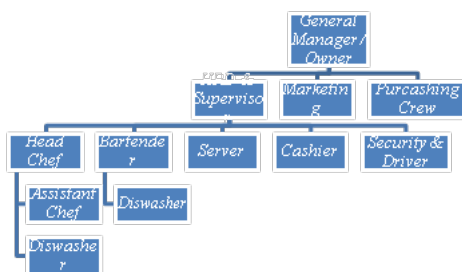 General
Manager /
Owner
Superviso
Marketin
g
Purcashing
Crew
Head
Chef
Bartende
r
Server
Cashier
Security &
Driver
Assistant
Chef
Diswasher
Diswashe
r